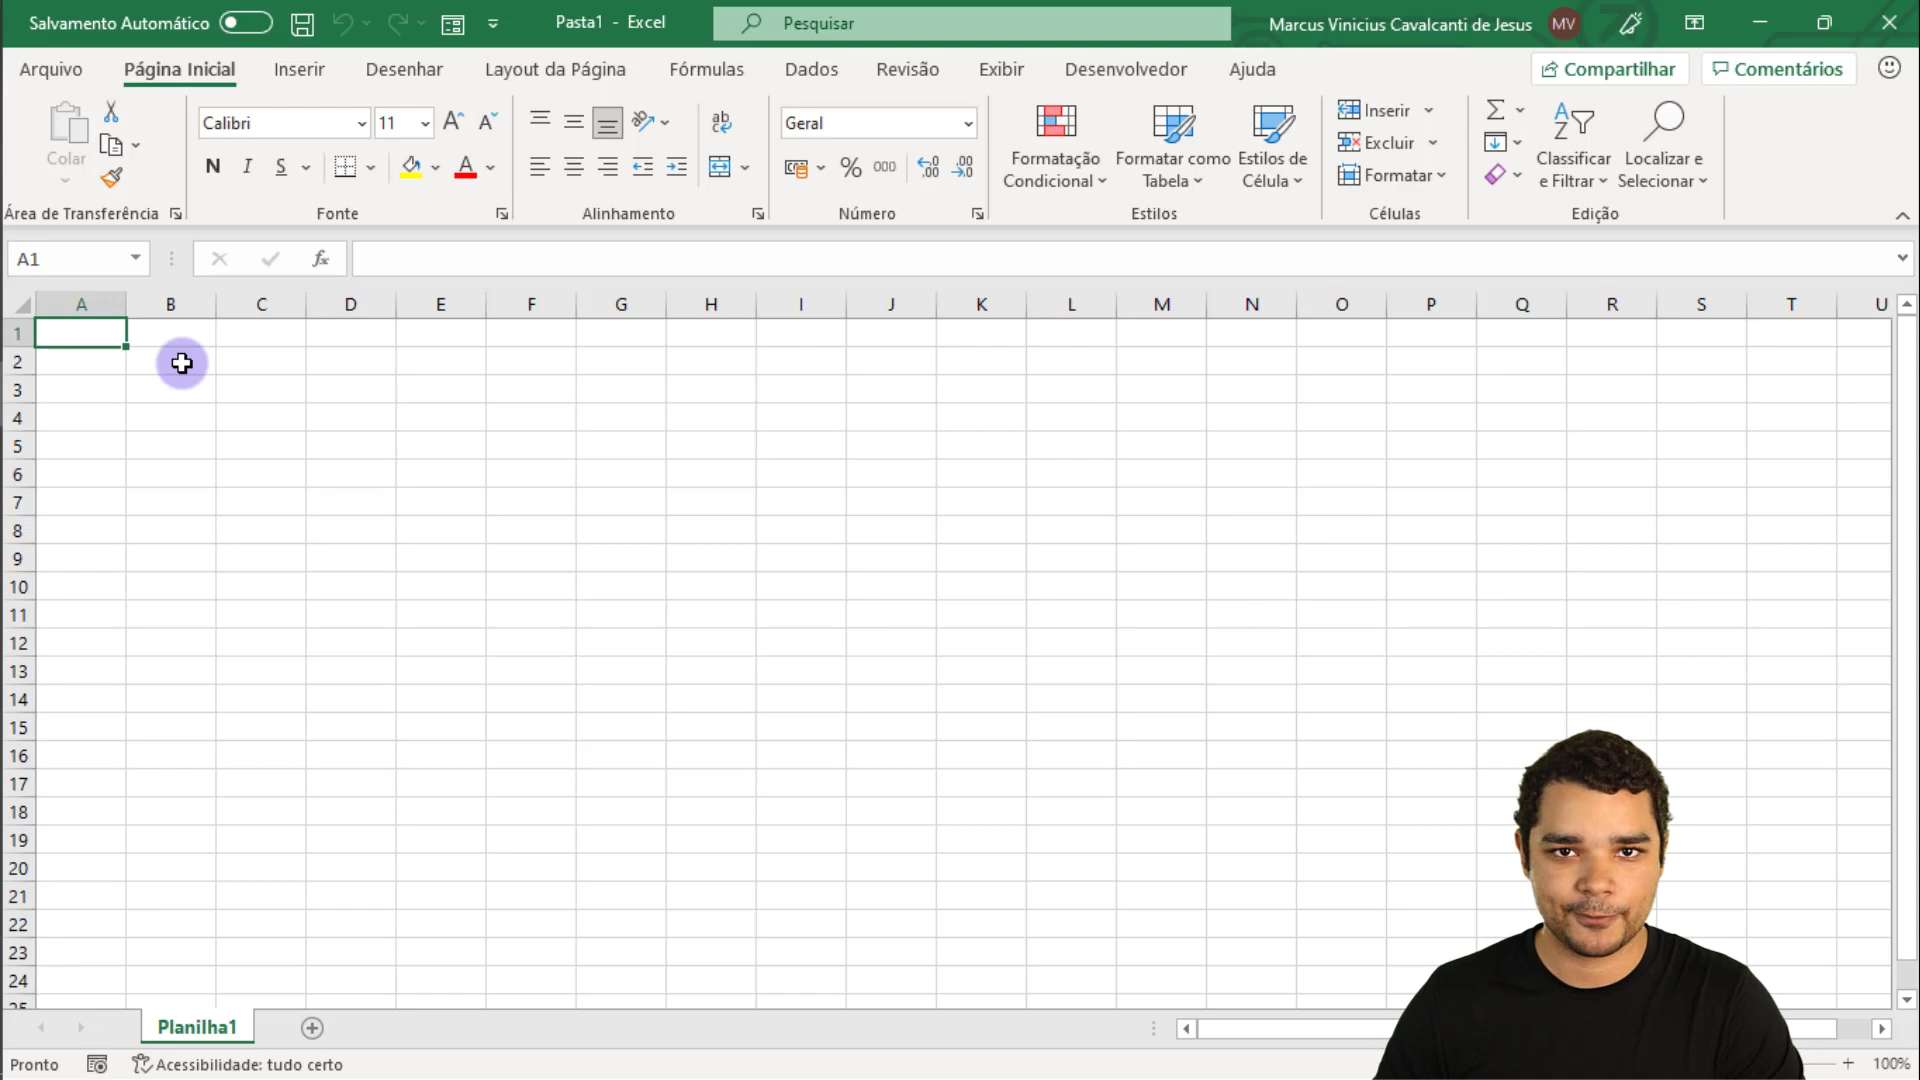 Salvamento Automático
Pasta1 - Excel
Pesquisar
Marcus Vinicius Cavalcanti de Jesus
MV
Arquivo
Página Inicial
Inserir
Desenhar
Layout da Página
Fórmulas
Dados
Revisão
Exibir
Desenvolvedor
Ajuda
Compartilhar
Comentários
Colar
Calibri
11
N
I
S
ab
Geral
%
000
Formatação
Condicional
Formatar como
Tabela
Estilos de
Célula
Inserir
Excluir
Formatar
Classificar
e Filtrar
Localizar e
Selecionar
Área de Transferência
Fonte
Alinhamento
Número
Estilos
Células
Edição
A1
fx
A B C D E F G H I J K L M N O P Q R S T U
1
2
3
4
5
6
7
8
9
10
11
12
13
14
15
16
17
18
19
20
21
22
23
24
25
Planilha1
Pronto
Acessibilidade: tudo certo
100%